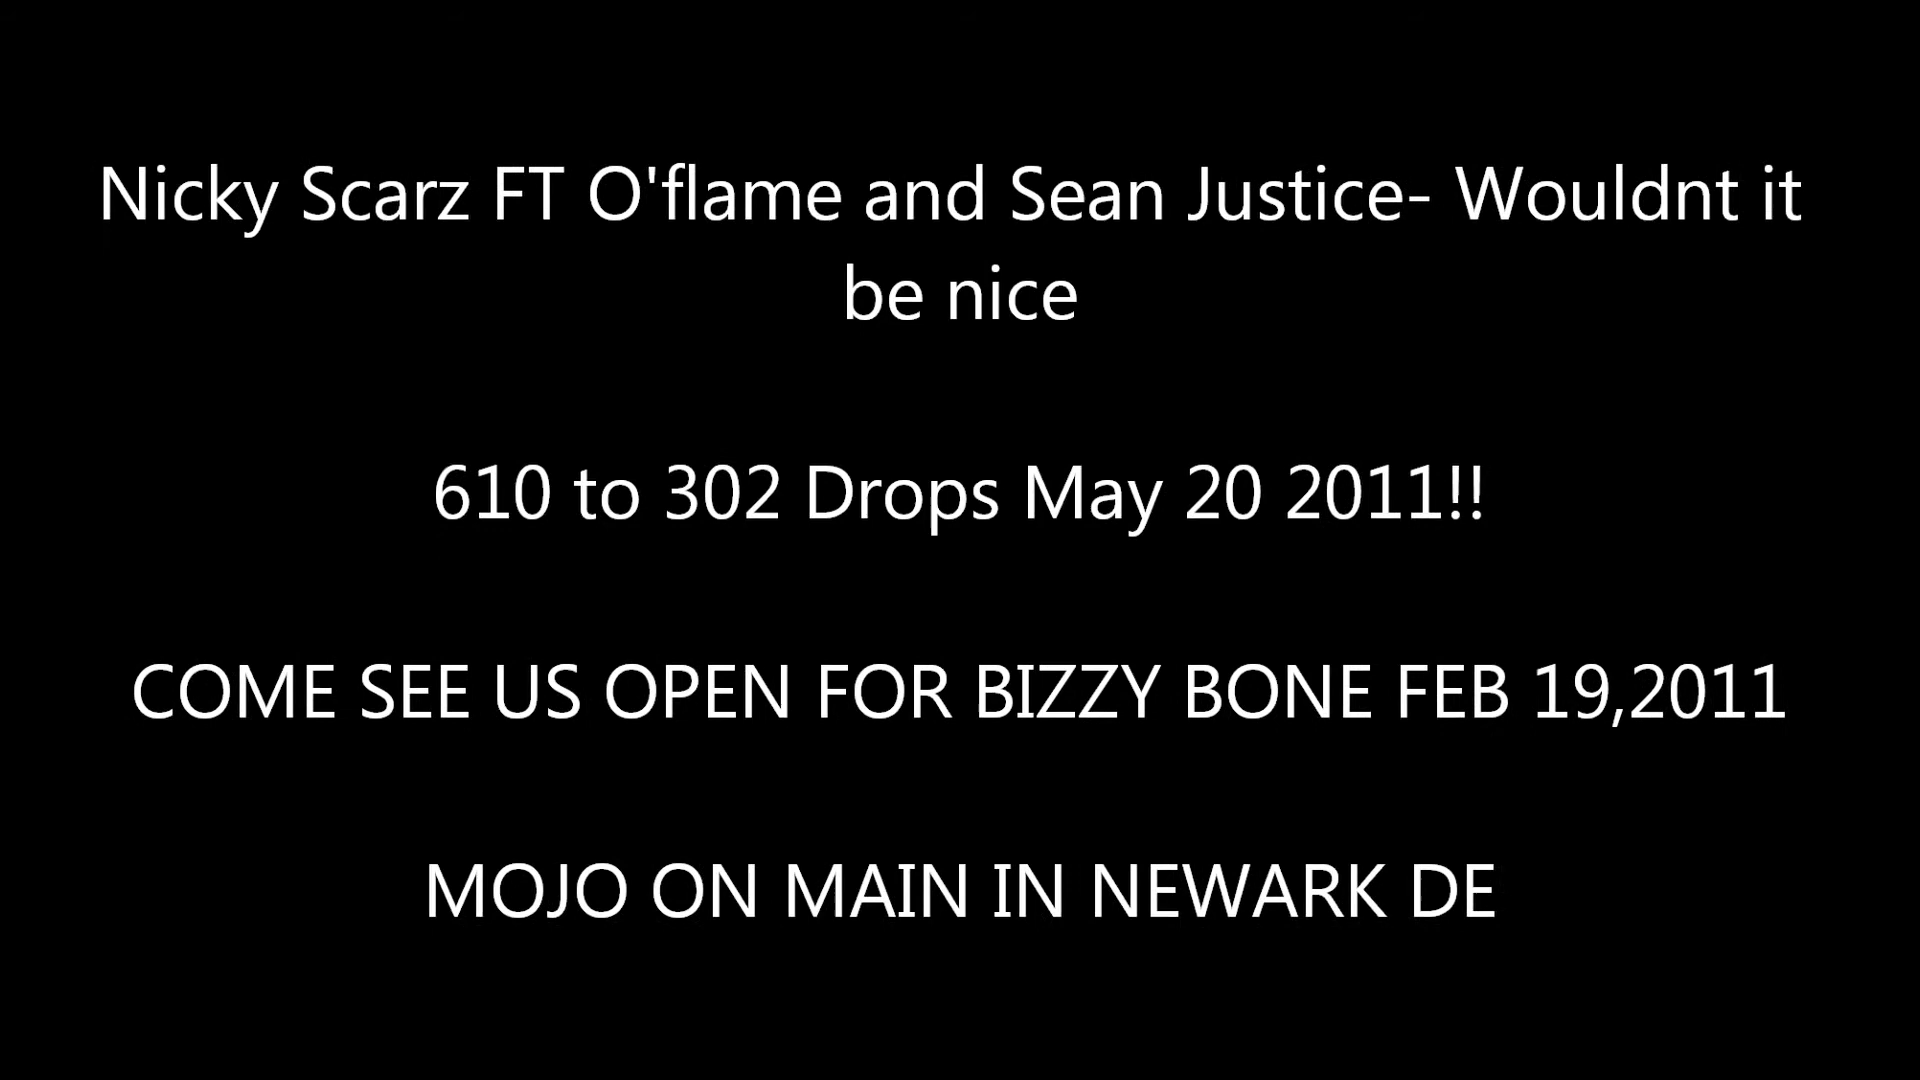 Nicky Scarz FT O'flame and Sean Justice- Wouldnt it
be nice
610 to 302 Drops May 20 2011!!
COME SEE US OPEN FOR BIZZY BONE FEB 19,2011
MOJO ON MAIN IN NEWARK DE